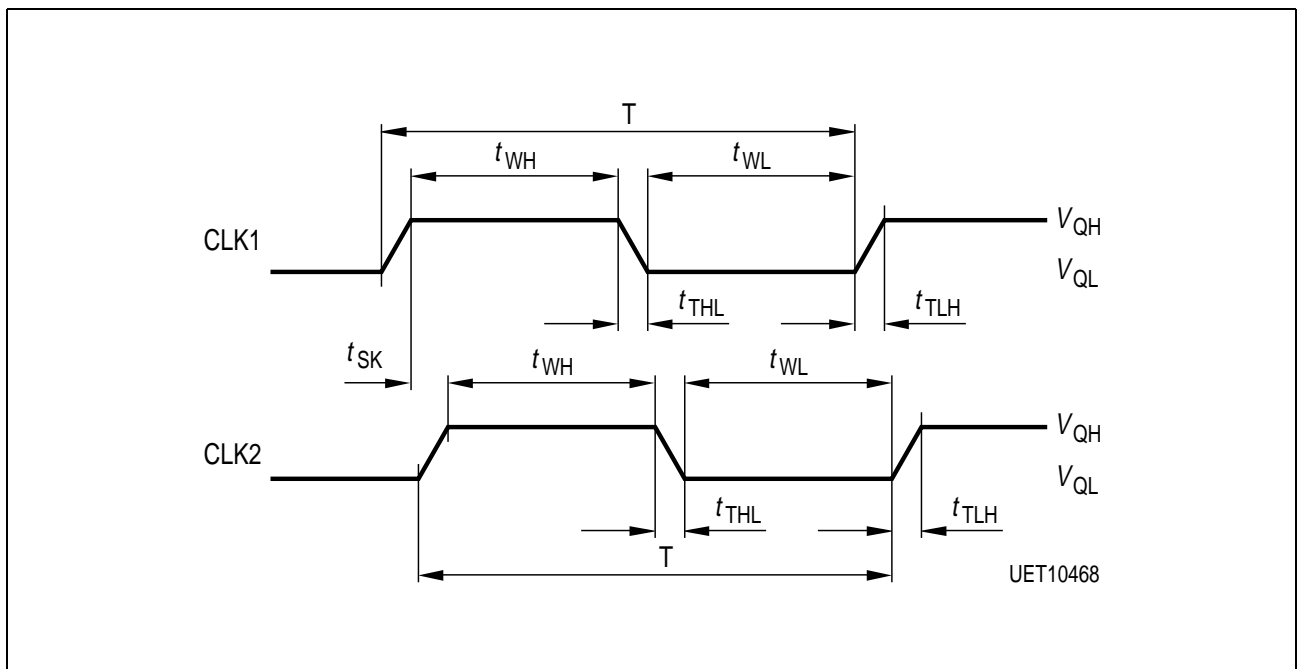 T
tWH tWL
CLK1
VQH
VQL
tTHL tTLH
tSK
tWH tWL
CLK2
VQH
VQL
tTHL tTLH
T
UET10468